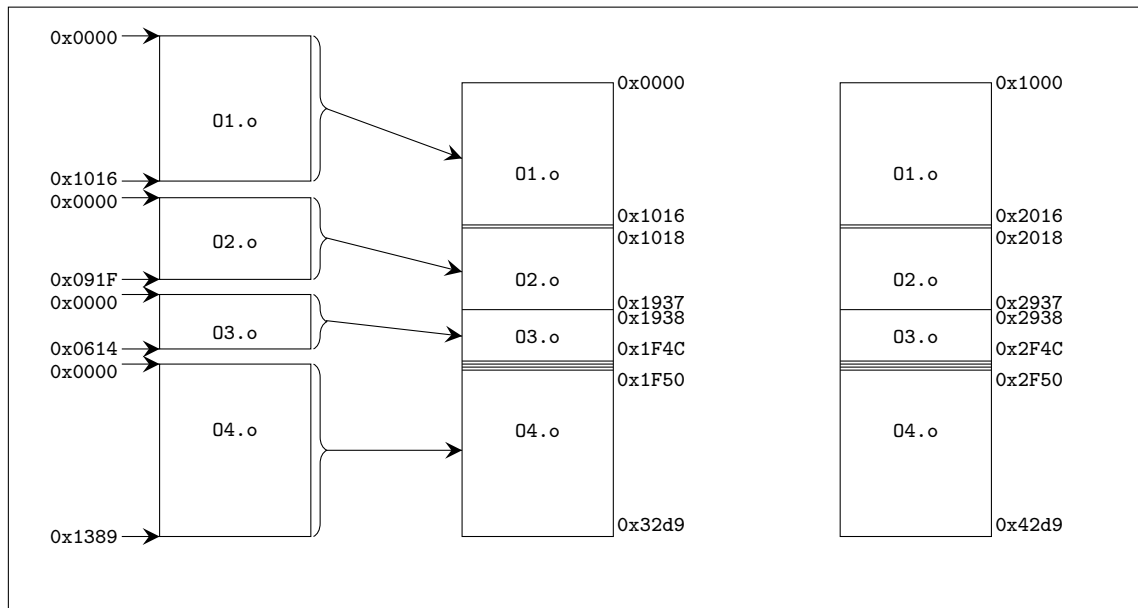 0x0000
01.o
0x1016
0x0000
02.o
0x091F
0x0000
03.o
0x0614
0x0000
04.o
0x1389
0x0000
01.o
0x1016
0x1018
02.o
0x1937
0x1938
03.o
0x1F4C
0x1F50
04.o
0x32d9
0x1000
01.o
0x2016
0x2018
02.o
0x2937
0x2938
03.o
0x2F4C
0x2F50
04.o
0x42d9